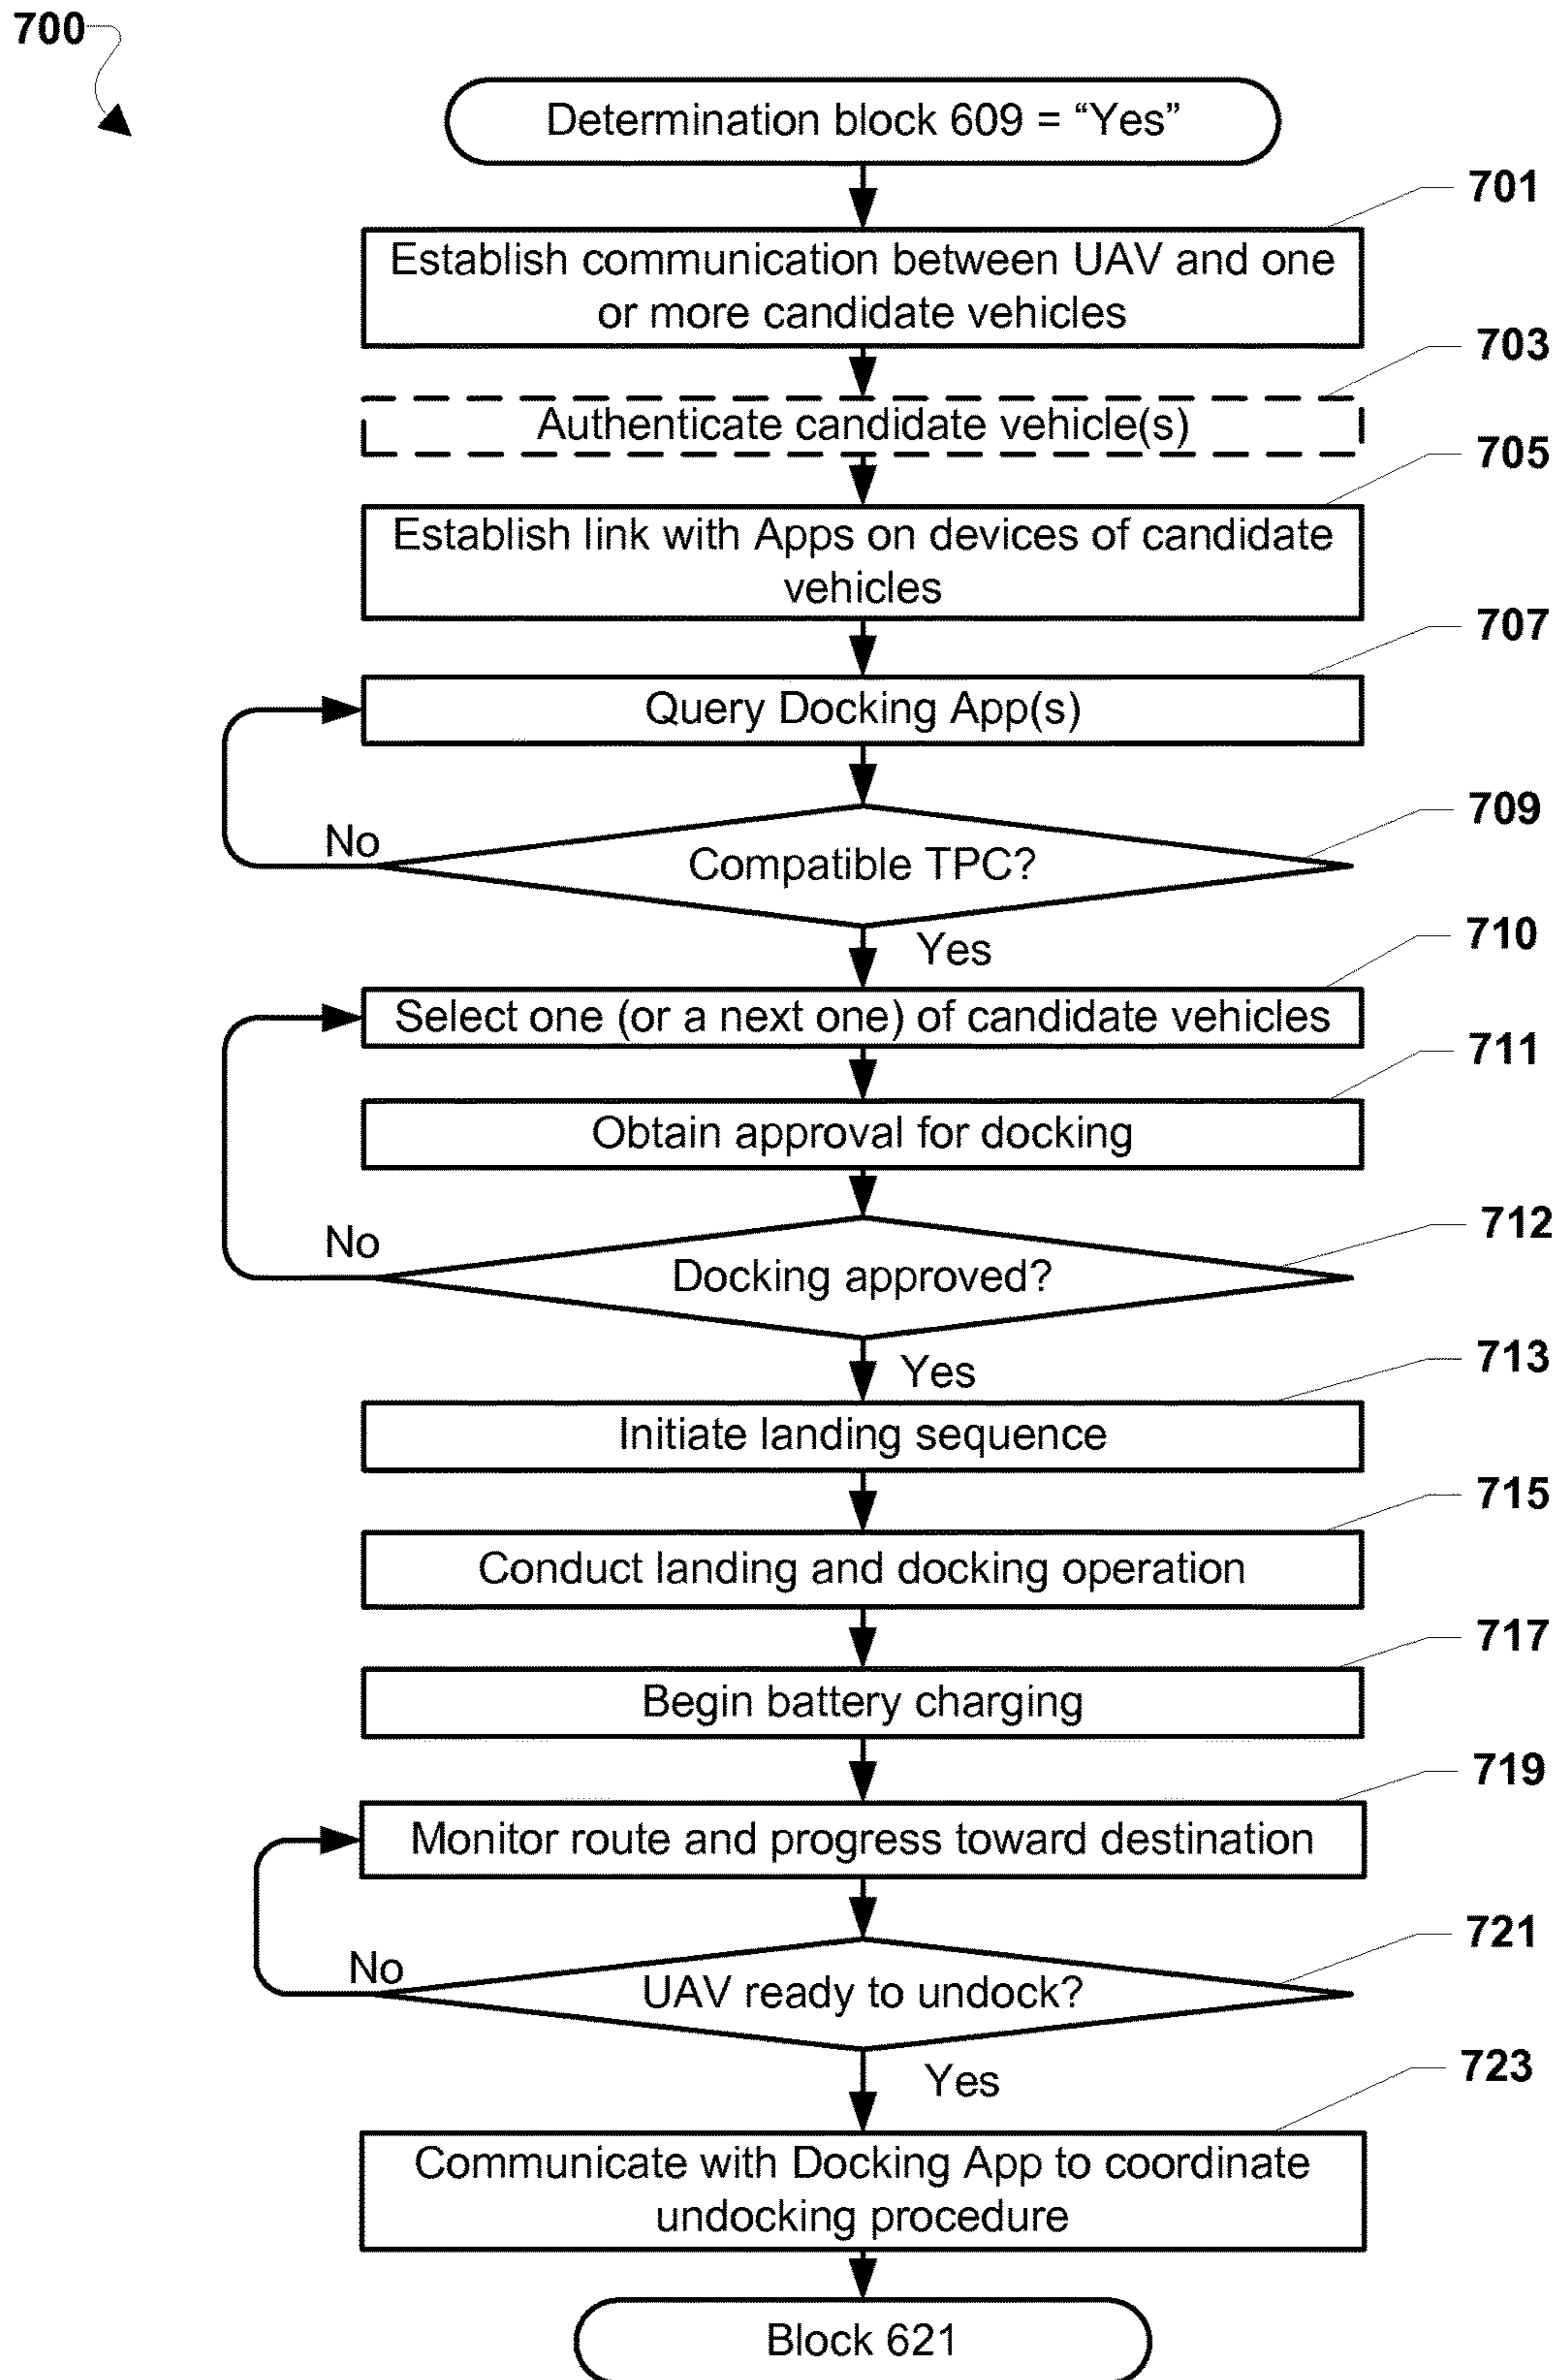 700
Determination block 609 = “Yes”
701
Establish communication between UAV and one
or more candidate vehicles
703
Authenticate candidate vehicle(s)
705
Establish link with Apps on devices of candidate
vehicles
707
Query Docking App(s)
709
No
Compatible TPC?
Yes
710
Select one (or a next one) of candidate vehicles
711
Obtain approval for docking
712
No
Docking approved?
Yes
713
Initiate landing sequence
715
Conduct landing and docking operation
717
Begin battery charging
719
Monitor route and progress toward destination
721
No
UAV ready to undock?
Yes
723
Communicate with Docking App to coordinate
undocking procedure
Block 621